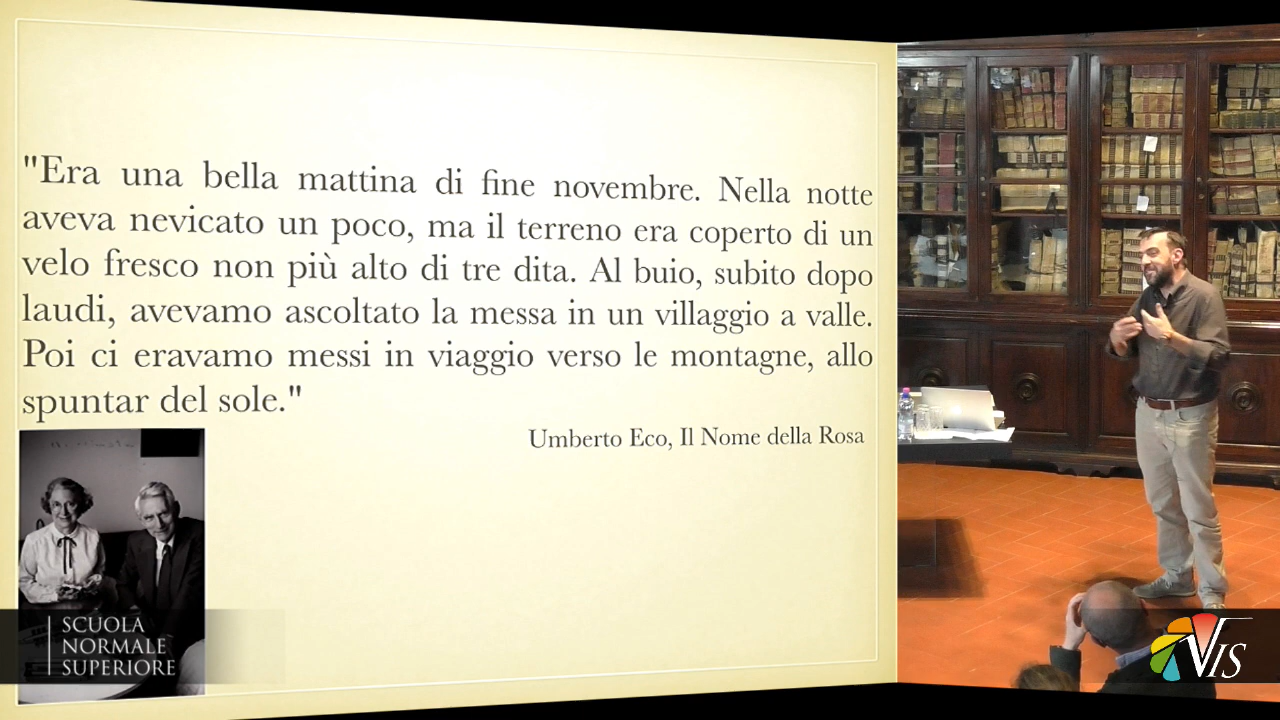 "Era una bella mattina di fine novembre. Nella notte
aveva nevicato un poco, ma il terreno era coperto di un
velo fresco non più alto di tre dita. Al buio, subito dopo
laudi, avevamo ascoltato la messa in un villaggio a valle.
Poi ci eravamo messi in viaggio verso le montagne, allo
spuntar del sole."
Umberto Eco, Il Nome della Rosa
SCUOLA
NORMALE
SUPERIORE
VIS